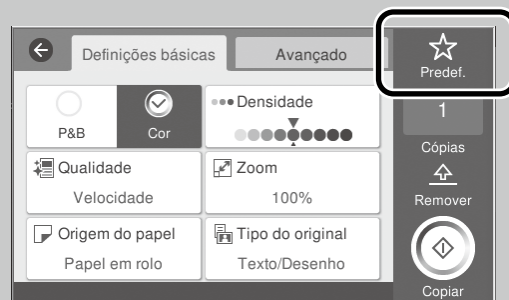 Definições básicas
Avançado
Predef.
P&B
Cor
Densidade
1
Cópias
Qualidade
Velocidade
Zoom
100%
Remover
Origem do papel
Papel em rolo
Tipo do original
Texto/Desenho
Copiar